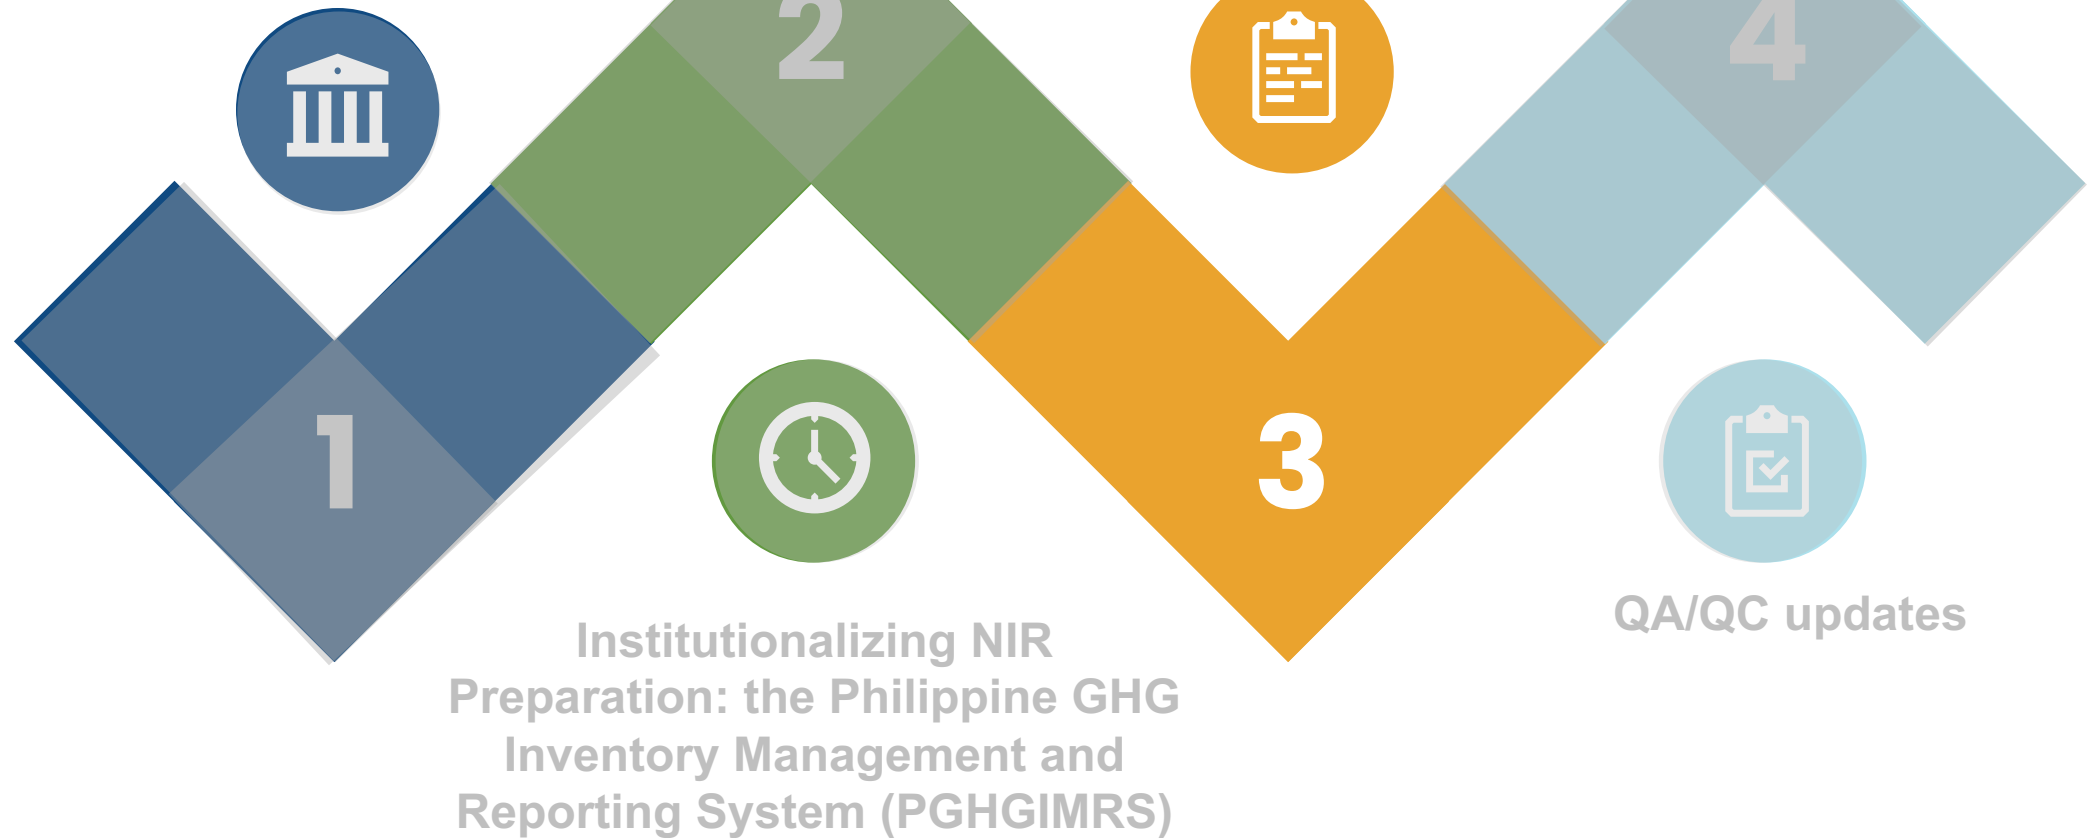 2
4
1
3
Institutionalizing NIR
Preparation: the Philippine GHG
Inventory Management and
Reporting System (PGHGIMRS)
QA/QC updates